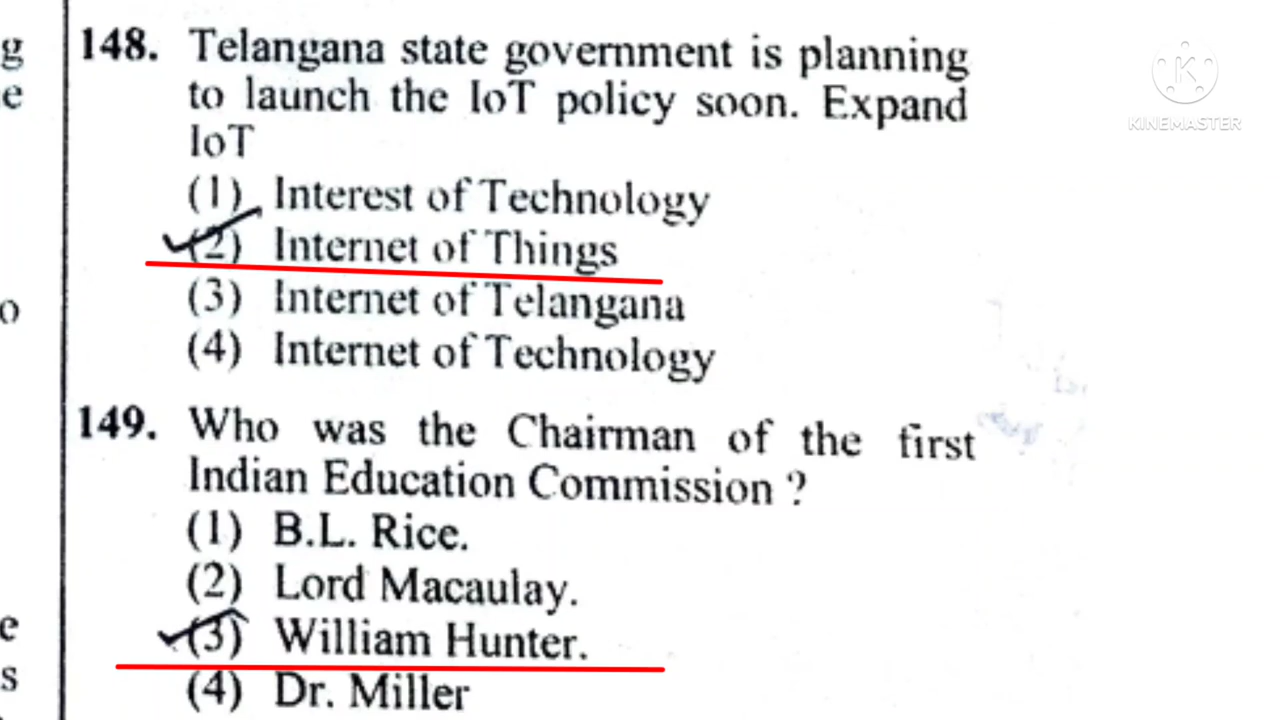 g
e
o
e
s
148. Telangana state government is planning
to launch the IoT policy soon. Expand
IoT
(1) Interest of Technology
(2) Internet of Things
(3) Internet of Telangana
(4) Internet of Technology
149. Who was the Chairman of the first
Indian Education Commission ?
(1) B.L. Rice.
(2) Lord Macaulay.
(3) William Hunter.
(4) Dr. Miller
K
KINEMASTER